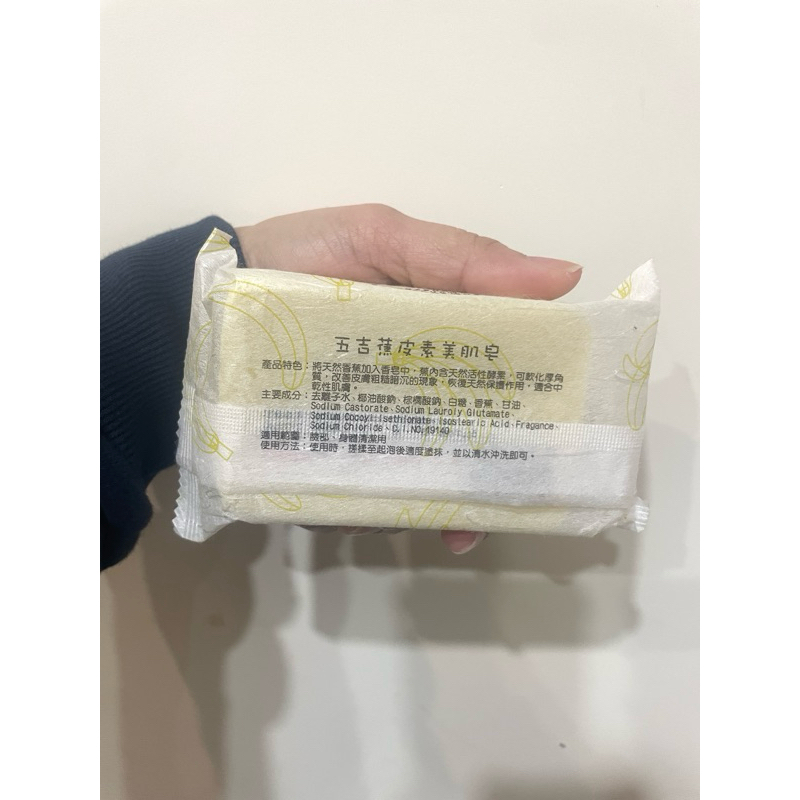 五吉蕉皮素美肌皂
產品特色：將天然香蕉加入香皂中，蕉內含天然活性酵素，可軟化厚角
質，改善皮膚粗糙暗沉的現象，恢復天然保護作用，適合中
乾性肌膚。
主要成分：去離子水、椰油酸鈉、棕櫚酸鈉、白蠟、香蕉、甘油、
Sodium Castorate、Sodium Lauroly Glutamate、
Sodium Cocoyl Isethionate、Isostearic Acid、Fragance、
Sodium Chloride、C.I.NO.49140
適用範圍：臉部、身體清潔用
使用方法：使用時，搓揉至起泡後適度塗抹，並以清水沖洗即可。